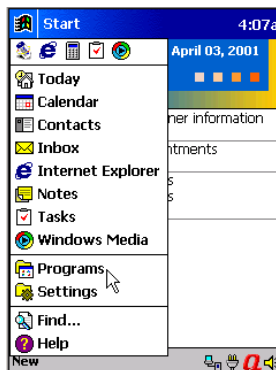 Start 4:07a
April 03, 2001
Today
Calendar
Contacts
ner information
Inbox
ntments
Internet Explorer
s
Notes
s
Tasks
Windows Media
Programs
Settings
Find...
Help
New